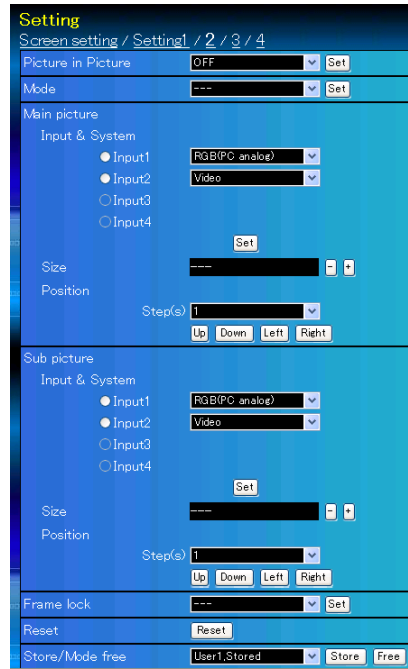 Setting
Screen setting / Setting1 / 2 / 3 / 4
Picture in Picture OFF Set
Mode --- Set
Main picture
Input & System
Input1 RGB(PC analog)
Input2 Video
Input3
Input4
Set
Size --- - +
Position
Step(s) 1
Up Down Left Right
Sub picture
Input & System
Input1 RGB(PC analog)
Input2 Video
Input3
Input4
Set
Size --- - +
Position
Step(s) 1
Up Down Left Right
Frame lock --- Set
Reset Reset
Store/Mode free User1,Stored Store Free